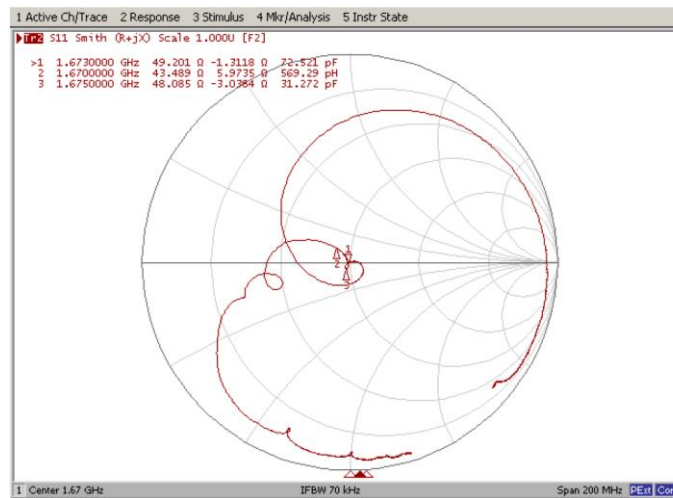 1 Active Ch/Trace 2 Response 3 Stimulus 4 Mkr/Analysis 5 Instr State
Tr2 S11 Smith (R+jX) Scale 1.000U [F2]
>1 1.6730000 GHz 49.201 Ω -1.3118 Ω 72.521 pF
2 1.6700000 GHz 43.489 Ω 5.9735 Ω 569.29 pH
3 1.6750000 GHz 48.085 Ω -3.0384 Ω 31.272 pF
1
2
3
1 Center 1.67 GHz IFBW 70 kHz Span 200 MHz PExt Cor